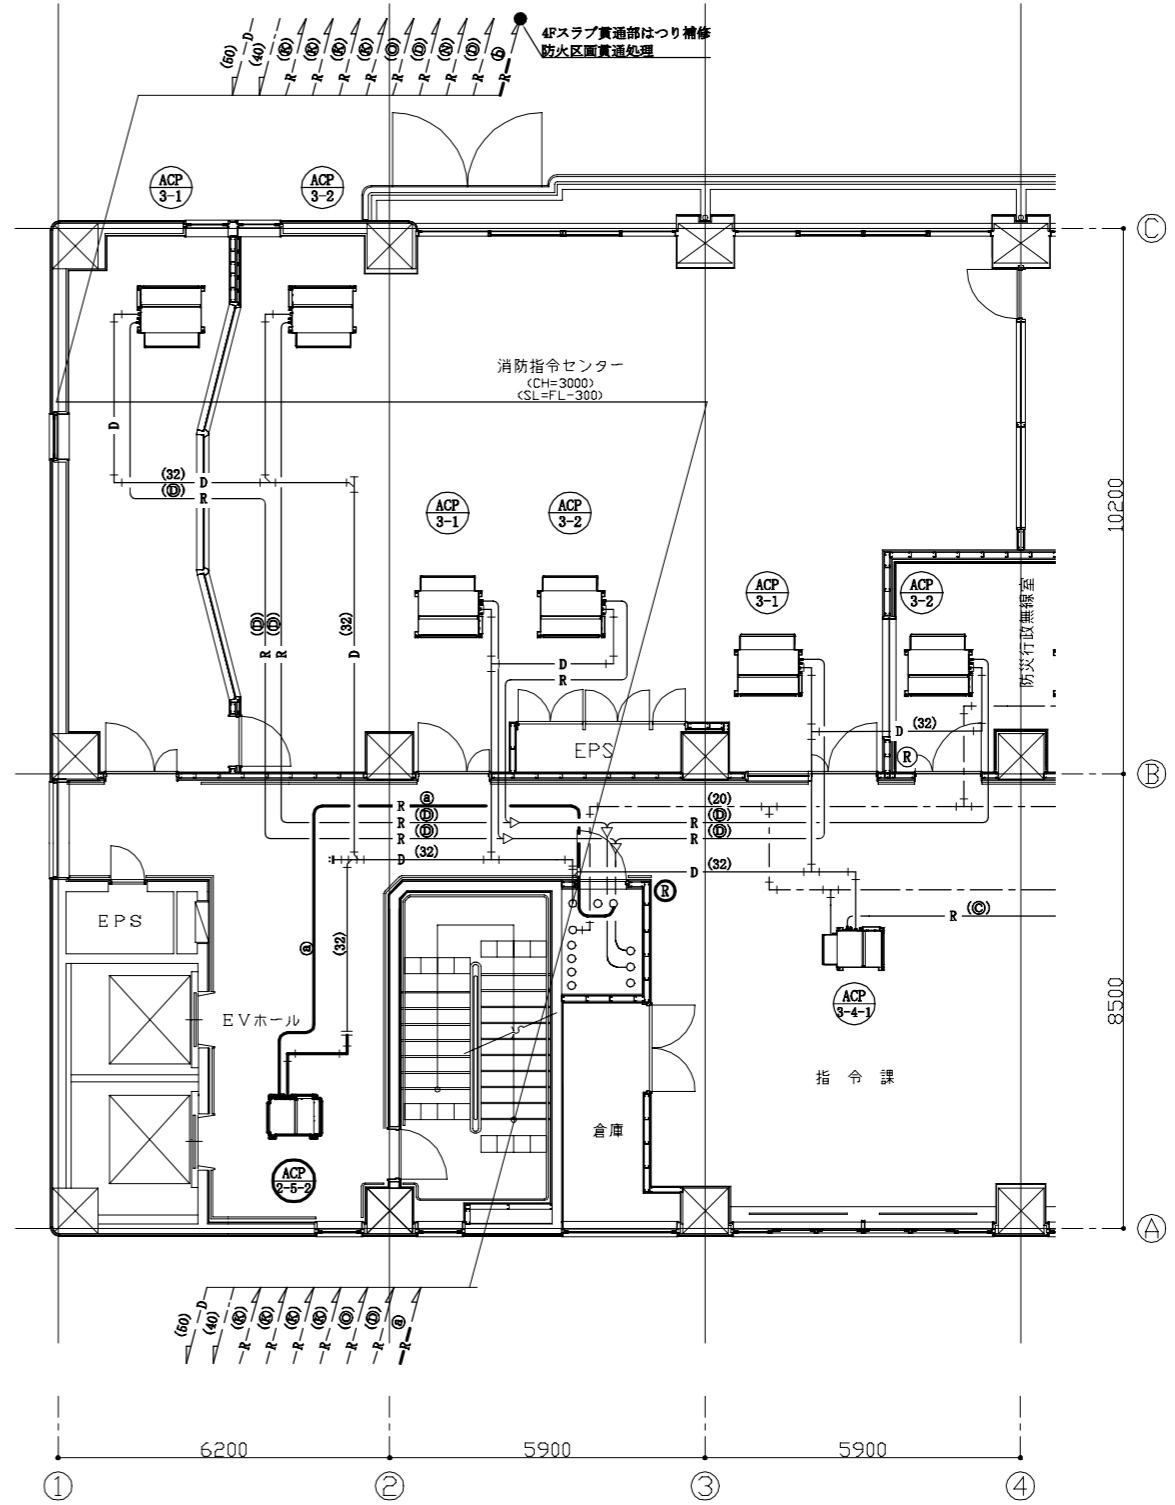 4Fスラブ貫通部はつり補修
防火区画貫通処理
(50) D
(40)
R (K)
R (K)
R (K)
R (K)
R (O)
R (D)
R (N)
R (D)
R ⓑ
ACP
3-1
ACP
3-2
Ⓒ
消防指令センター
(CH=3000)
(SL=FL-300)
D
(32)
D
(D)
R
ACP
3-1
ACP
3-2
10200
ACP
3-1
ACP
3-2
防災行政無線室
(D)
(D)
R
R
(32)
D
D
R
D
(32)
EPS
Ⓡ
Ⓑ
R
ⓐ
(D)
R
(D)
R
D
(32)
(20)
(D)
R
(D)
R
D
(32)
Ⓡ
R
(C)
EPS
ⓐ
(32)
ACP
3-4-1
8500
EVホール
指令課
倉庫
ACP
2-5-2
Ⓐ
(50) D
(40)
R (K)
R (K)
R (K)
R (K)
R (O)
R (D)
R ⓐ
6200
5900
5900
①
②
③
④